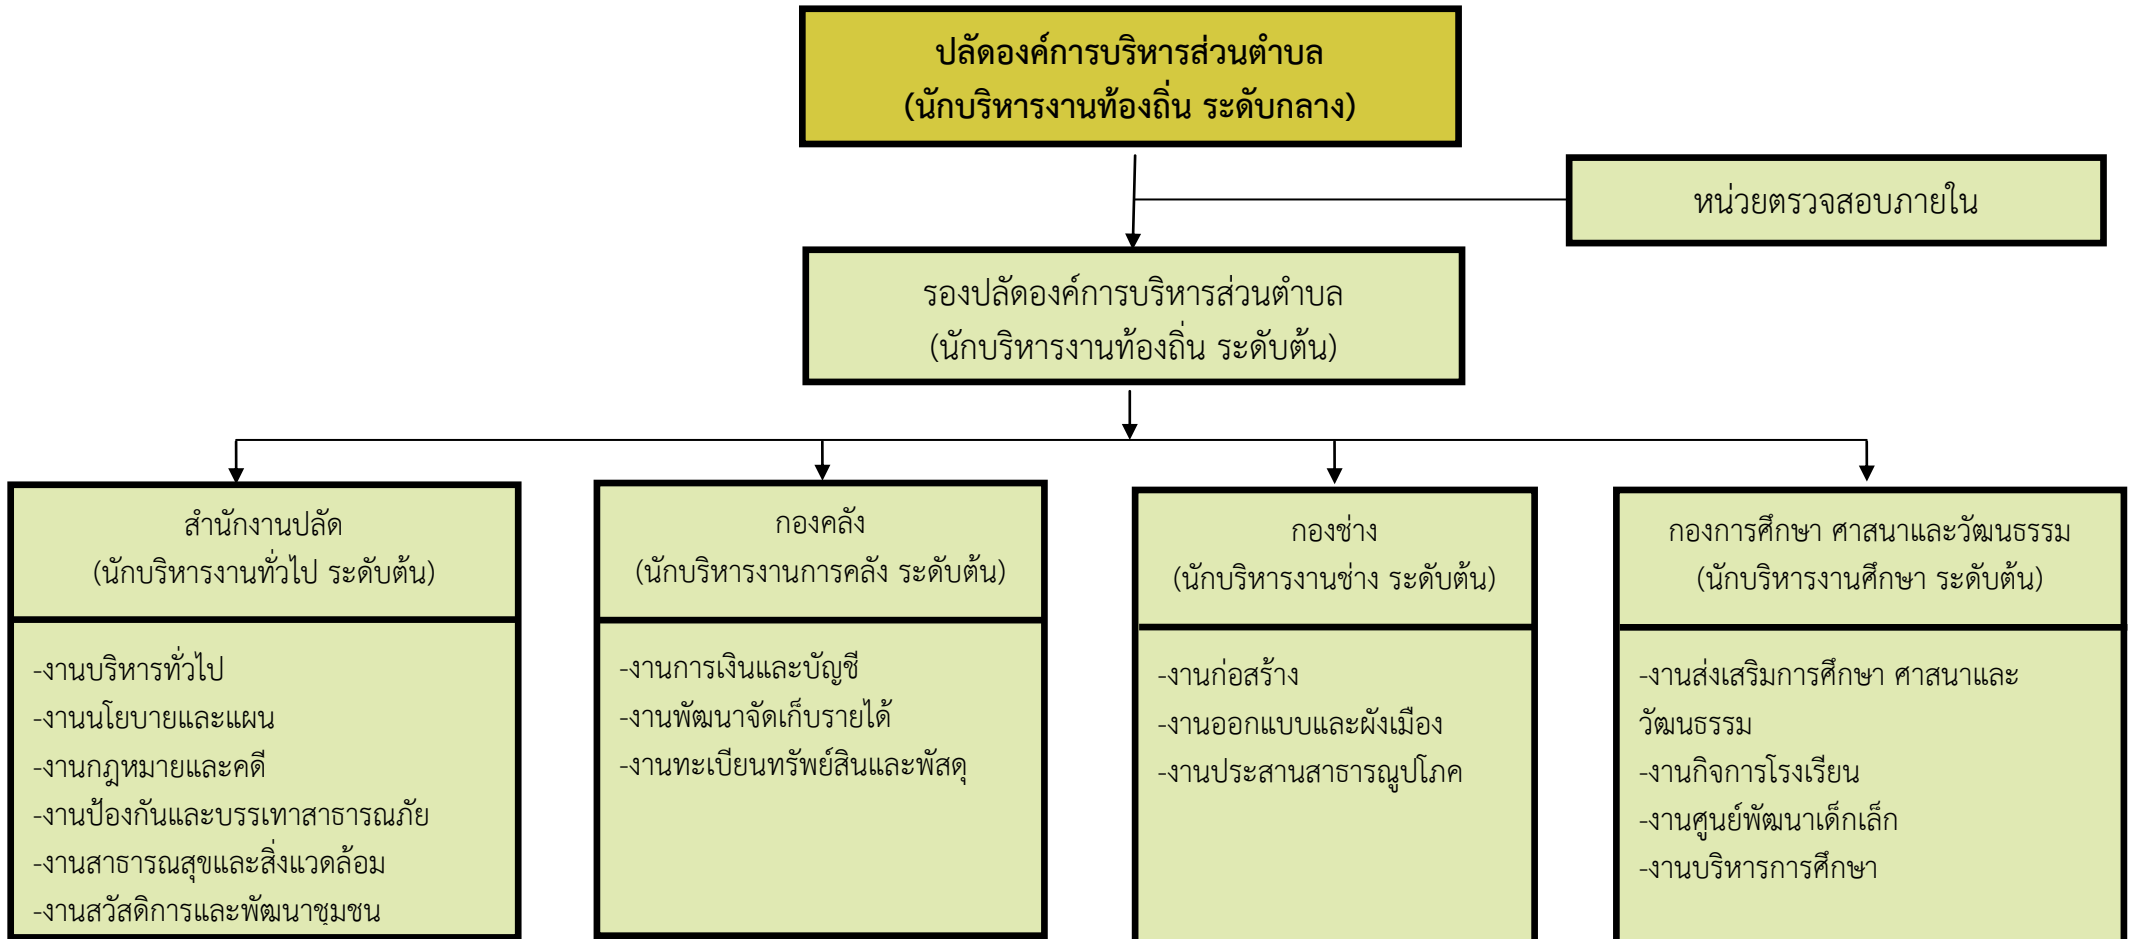 ปลัดองค์การบริหารส่วนตำบล
(นักบริหารงานท้องถิ่น ระดับกลาง)
หน่วยตรวจสอบภายใน
รองปลัดองค์การบริหารส่วนตำบล
(นักบริหารงานท้องถิ่น ระดับต้น)
สำนักงานปลัด
(นักบริหารงานทั่วไป ระดับต้น)
-งานบริหารทั่วไป
-งานนโยบายและแผน
-งานกฎหมายและคดี
-งานป้องกันและบรรเทาสาธารณภัย
-งานสาธารณสุขและสิ่งแวดล้อม
-งานสวัสดิการและพัฒนาชุมชน
กองคลัง
(นักบริหารงานการคลัง ระดับต้น)
-งานการเงินและบัญชี
-งานพัฒนาจัดเก็บรายได้
-งานทะเบียนทรัพย์สินและพัสดุ
กองช่าง
(นักบริหารงานช่าง ระดับต้น)
-งานก่อสร้าง
-งานออกแบบและผังเมือง
-งานประสานสาธารณูปโภค
กองการศึกษา ศาสนาและวัฒนธรรม
(นักบริหารงานศึกษา ระดับต้น)
-งานส่งเสริมการศึกษา ศาสนาและ
วัฒนธรรม
-งานกิจการโรงเรียน
-งานศูนย์พัฒนาเด็กเล็ก
-งานบริหารการศึกษา